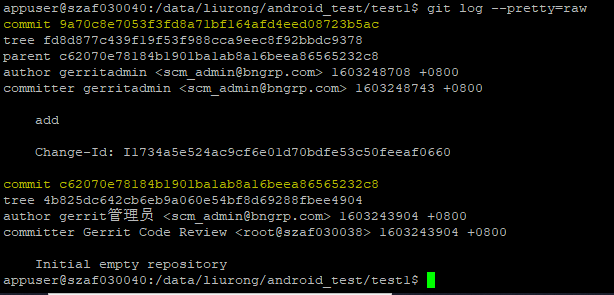 appuser@szaf030040:/data/liurong/android_test/test1$ git log --pretty=raw
commit 9a70c8e7053f3fd8a71bf164afd4eed08723b5ac
tree fd8d877c439f19f53f988cca9eec8f92bbdc9378
parent c62070e78184b1901ba1ab8a16beea86565232c8
author gerritadmin <scm_admin@bngrp.com> 1603248708 +0800
committer gerritadmin <scm_admin@bngrp.com> 1603248743 +0800
add
Change-Id: I1734a5e524ac9cf6e01d70bdfe53c50feeaf0660
commit c62070e78184b1901ba1ab8a16beea86565232c8
tree 4b825dc642cb6eb9a060e54bf8d69288fbee4904
author gerrit管理员 <scm_admin@bngrp.com> 1603243904 +0800
committer Gerrit Code Review <root@szaf030038> 1603243904 +0800
Initial empty repository
appuser@szaf030040:/data/liurong/android_test/test1$